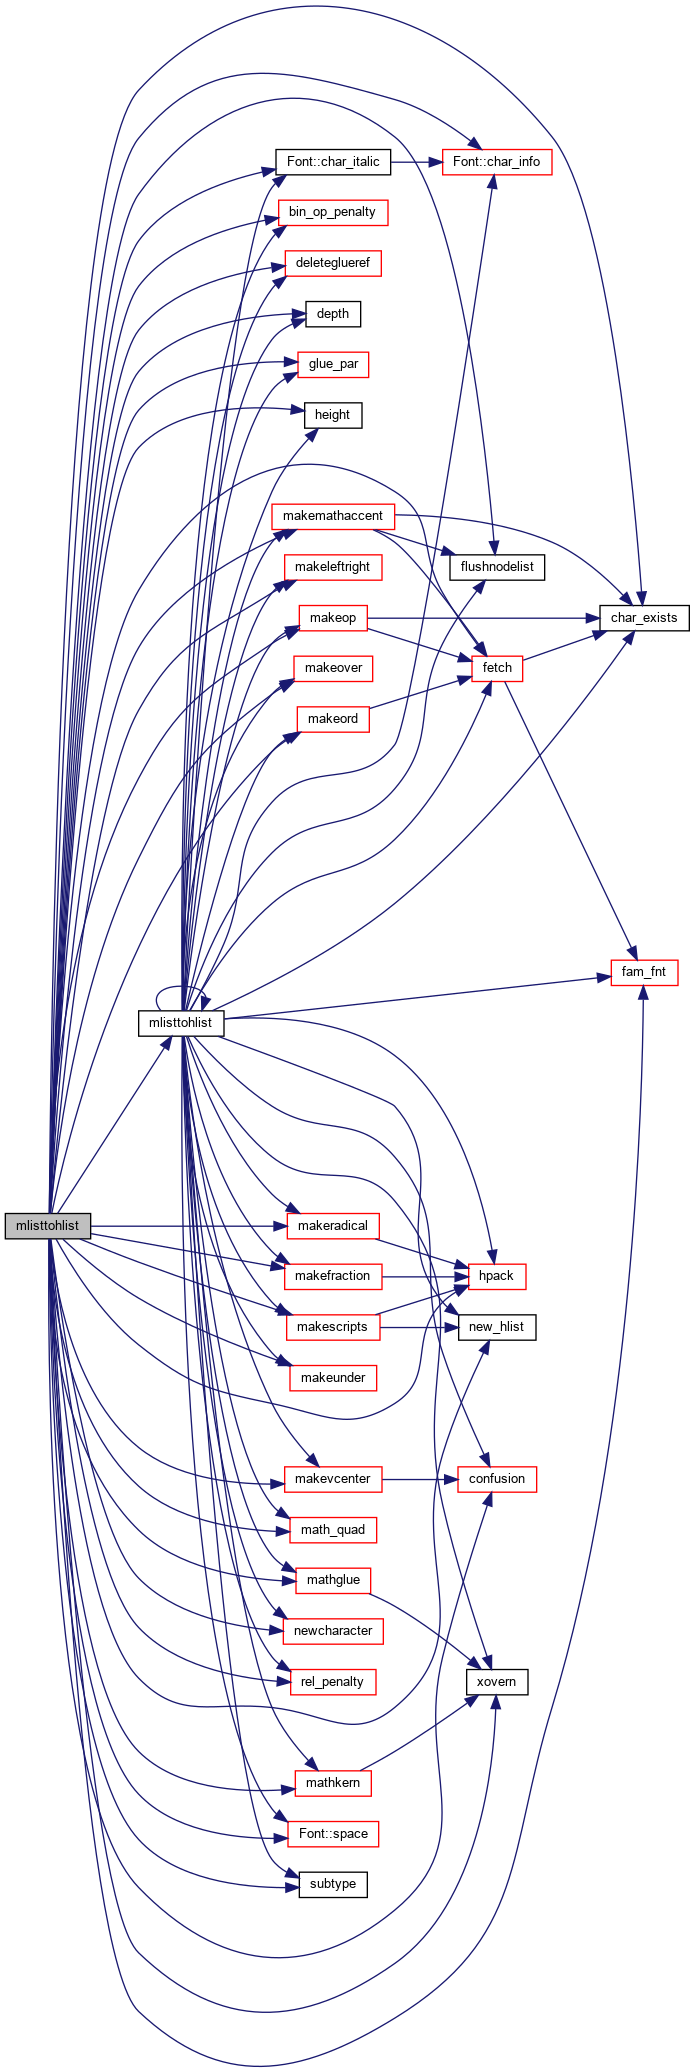 Font::char_italic
Font::char_info
bin_op_penalty
deleteglueref
depth
glue_par
height
makemathaccent
flushnodelist
makeleftright
makeop
char_exists
makeover
fetch
makeord
fam_fnt
mlisttohlist
mlisttohlist
makeradical
makefraction
hpack
makescripts
new_hlist
makeunder
makevcenter
confusion
math_quad
mathglue
newcharacter
rel_penalty
xovern
mathkern
Font::space
subtype